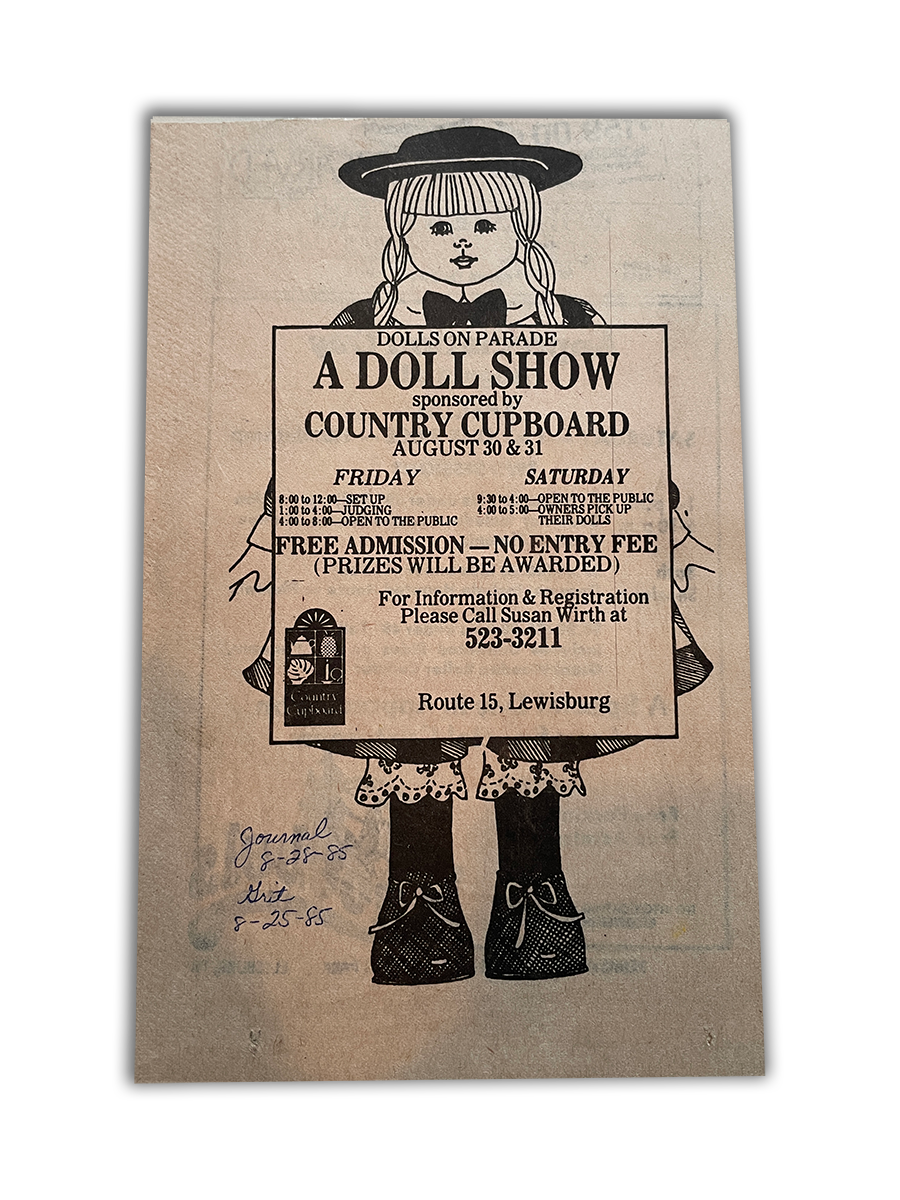 DOLLS ON PARADE
A DOLL SHOW
sponsored by
COUNTRY CUPBOARD
AUGUST 30 & 31
FRIDAY
8:00 to 12:00—SET UP
1:00 to 4:00—JUDGING
4:00 to 8:00—OPEN TO THE PUBLIC
SATURDAY
9:30 to 4:00—OPEN TO THE PUBLIC
4:00 to 5:00—OWNERS PICK UP
THEIR DOLLS
FREE ADMISSION — NO ENTRY FEE
(PRIZES WILL BE AWARDED)
For Information & Registration
Please Call Susan Wirth at
523-3211
Country
Cupboard
Route 15, Lewisburg
Journal
8-28-85
Grit
8-25-85